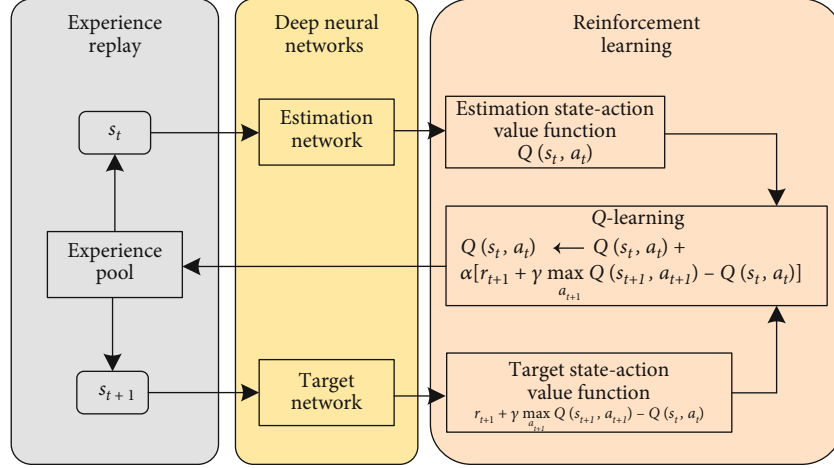 Experience
replay
Deep neural
networks
Reinforcement
learning
s_t
Estimation
network
Estimation state-action
value function
Q (s_t, a_t)
Experience
pool
Q-learning
Q (s_t, a_t) ⟵ Q (s_t, a_t) +
α[r_{t+1} + γ max Q (s_{t+1}, a_{t+1}) – Q (s_t, a_t)]
a_{t+1}
s_{t + 1}
Target
network
Target state-action
value function
r_{t+1} + γ max Q (s_{t+1}, a_{t+1}) – Q (s_t, a_t)
a_{t+1}